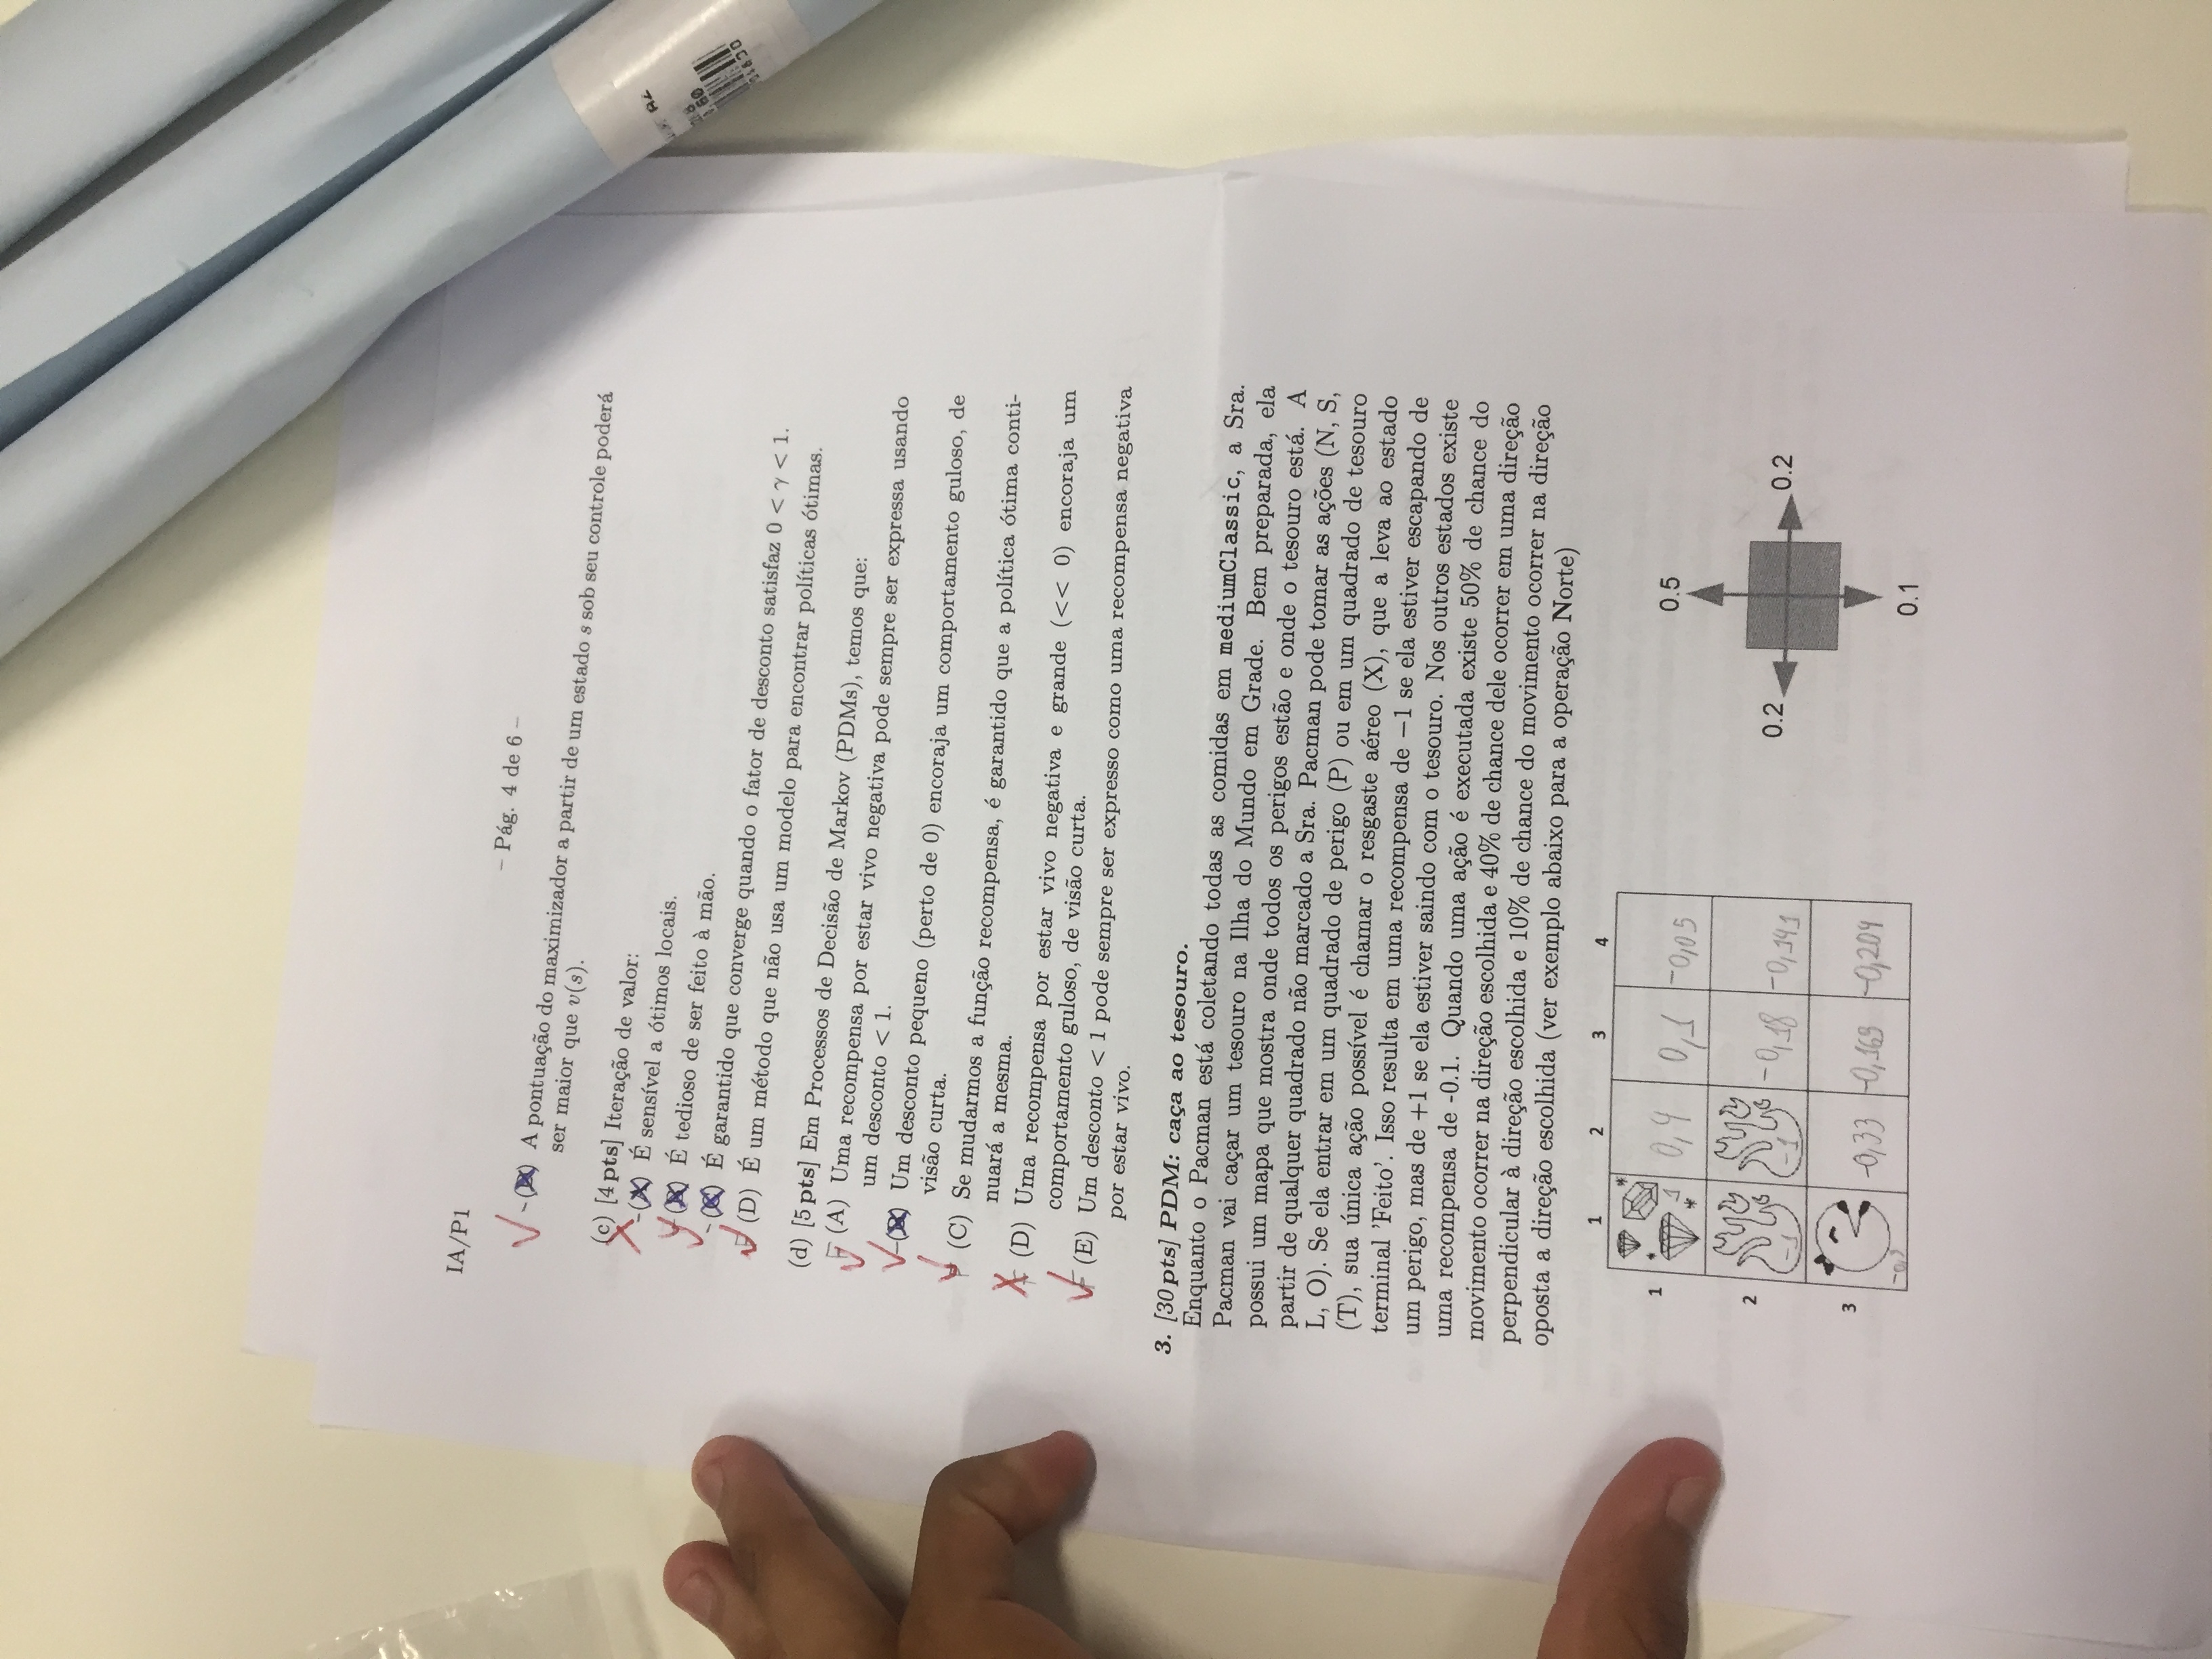 IA/P1
– Pág. 4 de 6 –
A pontuação do maximizador a partir de um estado s sob seu controle poderá
ser maior que v(s).
(c) [4 pts] Iteração de valor:
(A) É sensível a ótimos locais.
(B) É tedioso de ser feito à mão.
(C) É garantido que converge quando o fator de desconto satisfaz 0 < γ < 1.
(D) É um método que não usa um modelo para encontrar políticas ótimas.
(d) [5 pts] Em Processos de Decisão de Markov (PDMs), temos que:
F (A) Uma recompensa por estar vivo negativa pode sempre ser expressa usando
um desconto < 1.
(B) Um desconto pequeno (perto de 0) encoraja um comportamento guloso, de
visão curta.
(C) Se mudarmos a função recompensa, é garantido que a política ótima conti-
nuará a mesma.
F (D) Uma recompensa por estar vivo negativa e grande (<< 0) encoraja um
comportamento guloso, de visão curta.
F (E) Um desconto < 1 pode sempre ser expresso como uma recompensa negativa
por estar vivo.
3. [30 pts] PDM: caça ao tesouro.
Enquanto o Pacman está coletando todas as comidas em mediumClassic, a Sra.
Pacman vai caçar um tesouro na Ilha do Mundo em Grade. Bem preparada, ela
possui um mapa que mostra onde todos os perigos estão e onde o tesouro está. A
partir de qualquer quadrado não marcado a Sra. Pacman pode tomar as ações (N, S,
L, O). Se ela entrar em um quadrado de perigo (P) ou em um quadrado de tesouro
(T), sua única ação possível é chamar o resgaste aéreo (X), que a leva ao estado
terminal 'Feito'. Isso resulta em uma recompensa de −1 se ela estiver escapando de
um perigo, mas de +1 se ela estiver saindo com o tesouro. Nos outros estados existe
uma recompensa de -0.1. Quando uma ação é executada existe 50% de chance do
movimento ocorrer na direção escolhida e 40% de chance dele ocorrer em uma direção
perpendicular à direção escolhida e 10% de chance do movimento ocorrer na direção
oposta a direção escolhida (ver exemplo abaixo para a operação Norte)
1 2 3 4
1 1 0,4 0,1 -0,05
2 -1 -1 -0,18 -0,141
3 -0,33 -0,169 -0,204
0.5
0.2 0.2
0.1